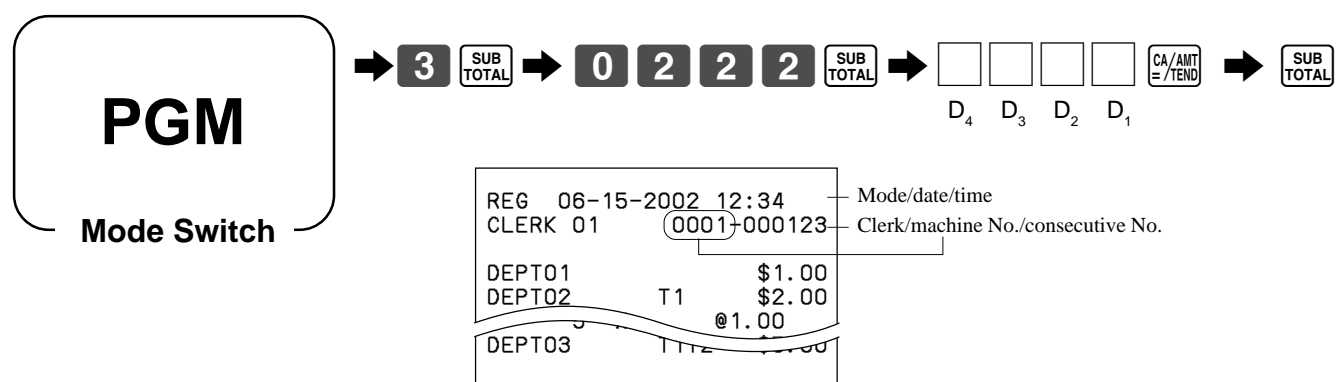 PGM
Mode Switch
3 SUB TOTAL 0 2 2 2 SUB TOTAL CA/AMT = /TEND SUB TOTAL
D4 D3 D2 D1
REG 06-15-2002 12:34 Mode/date/time
CLERK 01 0001-000123 Clerk/machine No./consecutive No.
DEPT01 $1.00
DEPT02 T1 $2.00
@1.00
DEPT03